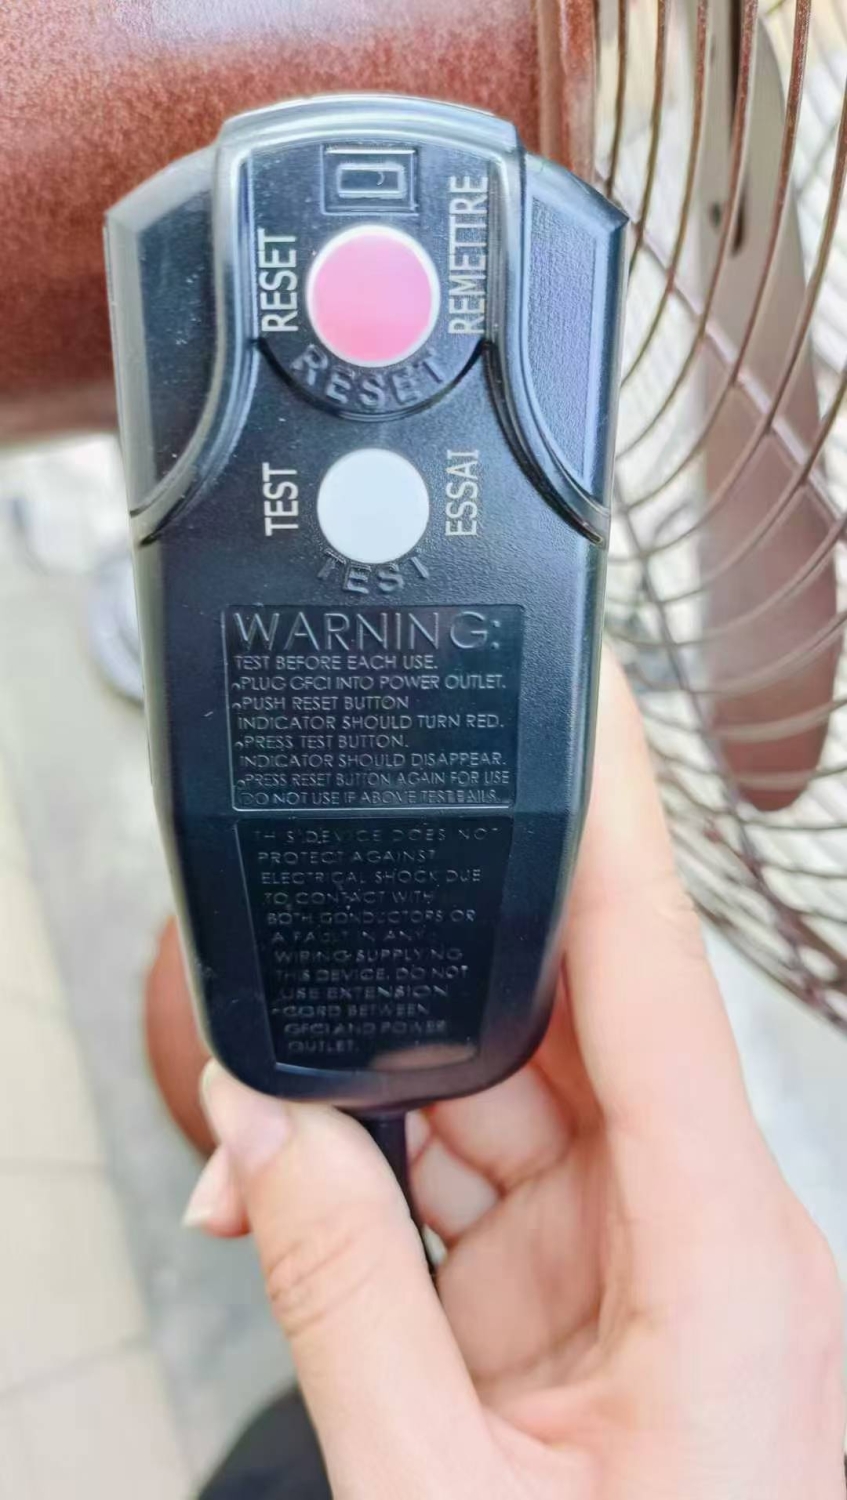 RESET
REMETTRE
RESET
TEST
ESSAI
TEST
WARNING:
TEST BEFORE EACH USE.
•PLUG GFCI INTO POWER OUTLET.
•PUSH RESET BUTTON
INDICATOR SHOULD TURN RED.
•PRESS TEST BUTTON.
INDICATOR SHOULD DISAPPEAR.
•PRESS RESET BUTTON AGAIN FOR USE
DO NOT USE IF ABOVE TEST FAILS.
THIS DEVICE DOES NOT
PROTECT AGAINST
ELECTRICAL SHOCK DUE
TO CONTACT WITH
BOTH CONDUCTORS OR
A FAULT IN ANY
WIRING SUPPLYING
THIS DEVICE. DO NOT
USE EXTENSION
CORD BETWEEN
GFCI AND POWER
OUTLET.